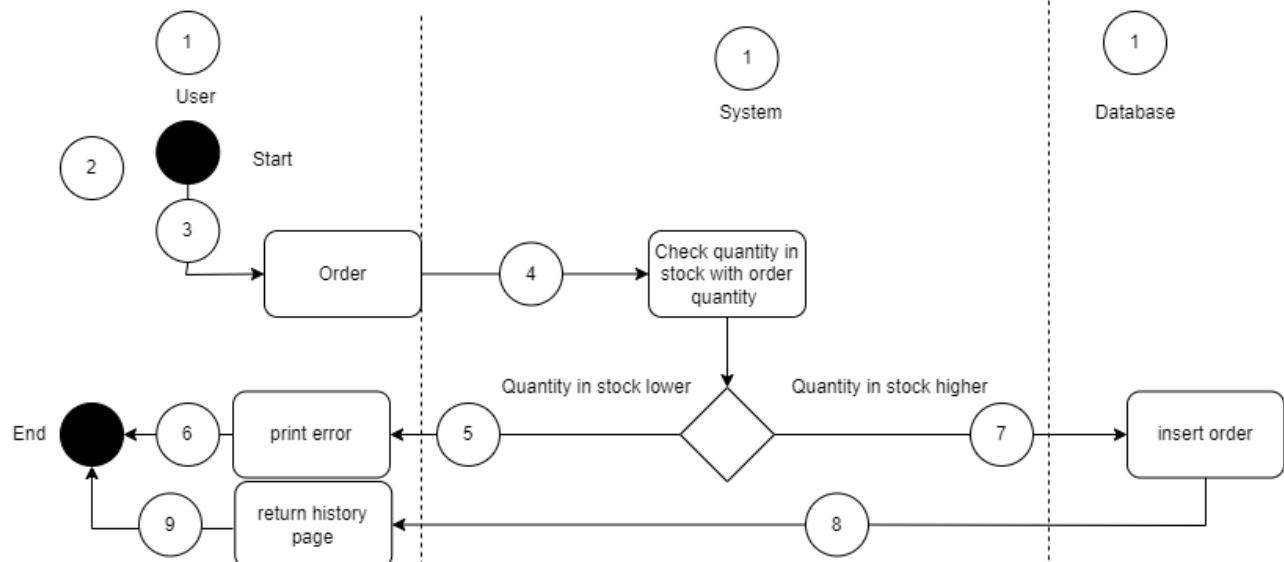 1
1
1
User
System
Database
2
Start
3
Order
4
Check quantity in
stock with order
quantity
Quantity in stock lower
Quantity in stock higher
End
6
print error
5
7
insert order
9
return history
page
8